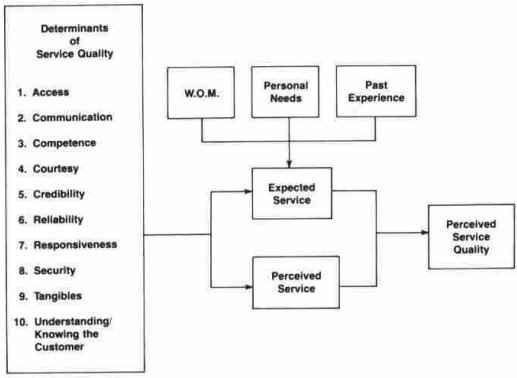 Determinants
of
Service Quality
1. Access
2. Communication
3. Competence
4. Courtesy
5. Credibility
6. Reliability
7. Responsiveness
8. Security
9. Tangibles
10. Understanding/
Knowing the
Customer
W.O.M.
Personal
Needs
Past
Experience
Expected
Service
Perceived
Service
Perceived
Service
Quality